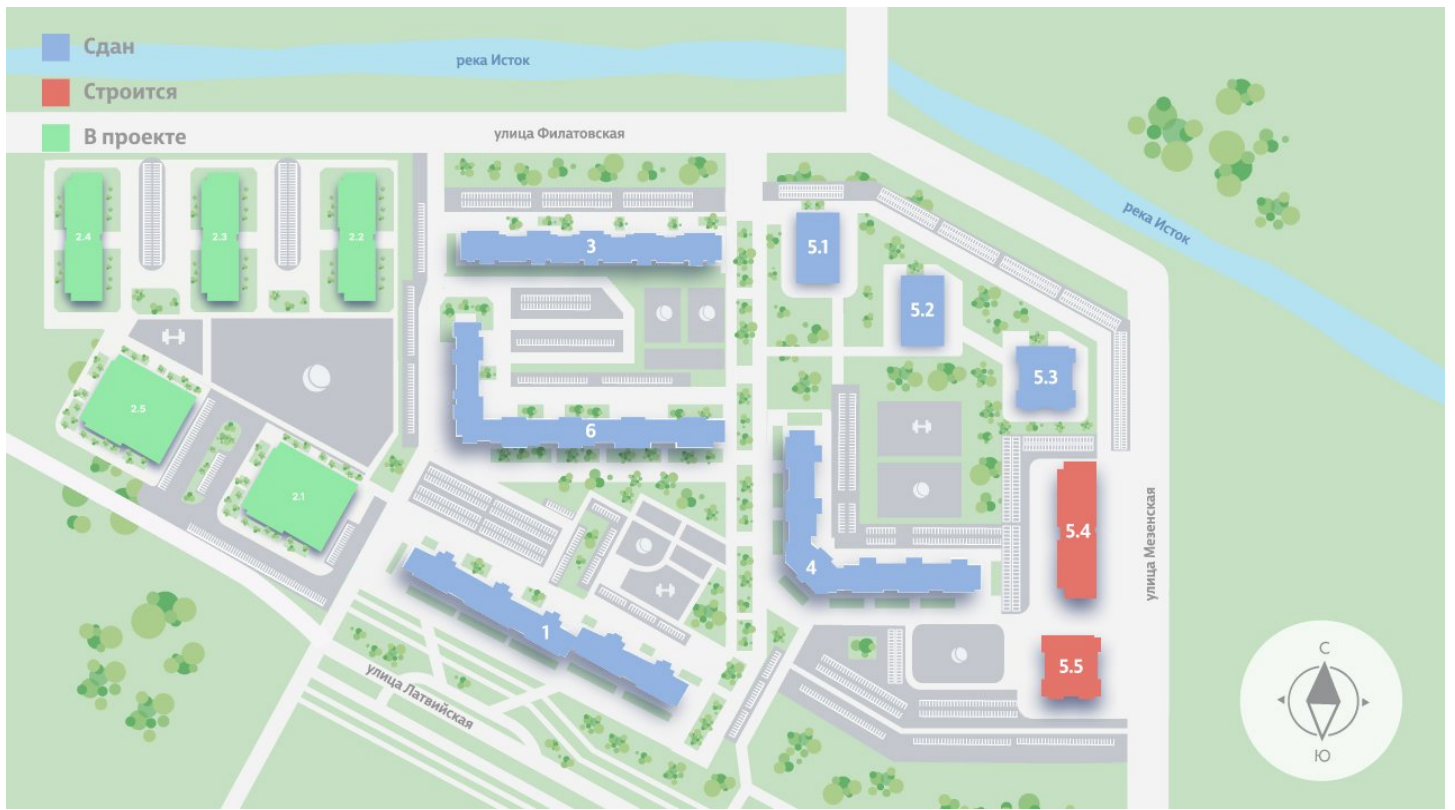 Сдан
Строится
В проекте
река Исток
улица Филатовская
река Исток
2.4
2.3
2.2
3
5.1
5.2
5.3
2.5
6
2.1
5.4
4
1
5.5
улица Мезенская
улица Латвийская
С
Ю